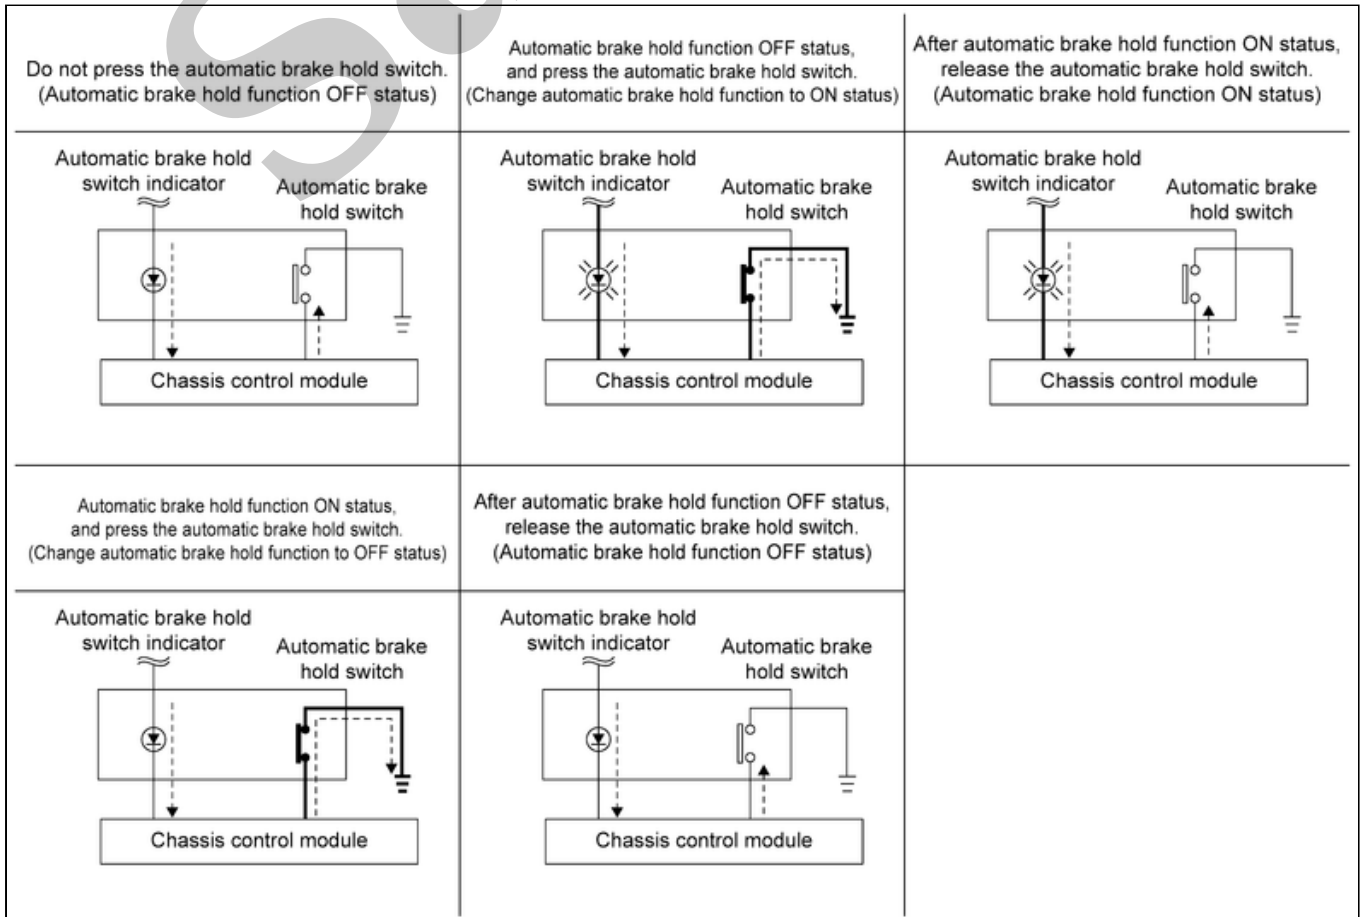 Do not press the automatic brake hold switch.
(Automatic brake hold function OFF status)
Automatic brake hold function OFF status,
and press the automatic brake hold switch.
(Change automatic brake hold function to ON status)
After automatic brake hold function ON status,
release the automatic brake hold switch.
(Automatic brake hold function ON status)
Automatic brake hold
switch indicator
Automatic brake
hold switch
Chassis control module
Automatic brake hold
switch indicator
Automatic brake
hold switch
Chassis control module
Automatic brake hold
switch indicator
Automatic brake
hold switch
Chassis control module
Automatic brake hold function ON status,
and press the automatic brake hold switch.
(Change automatic brake hold function to OFF status)
After automatic brake hold function OFF status,
release the automatic brake hold switch.
(Automatic brake hold function OFF status)
Automatic brake hold
switch indicator
Automatic brake
hold switch
Chassis control module
Automatic brake hold
switch indicator
Automatic brake
hold switch
Chassis control module